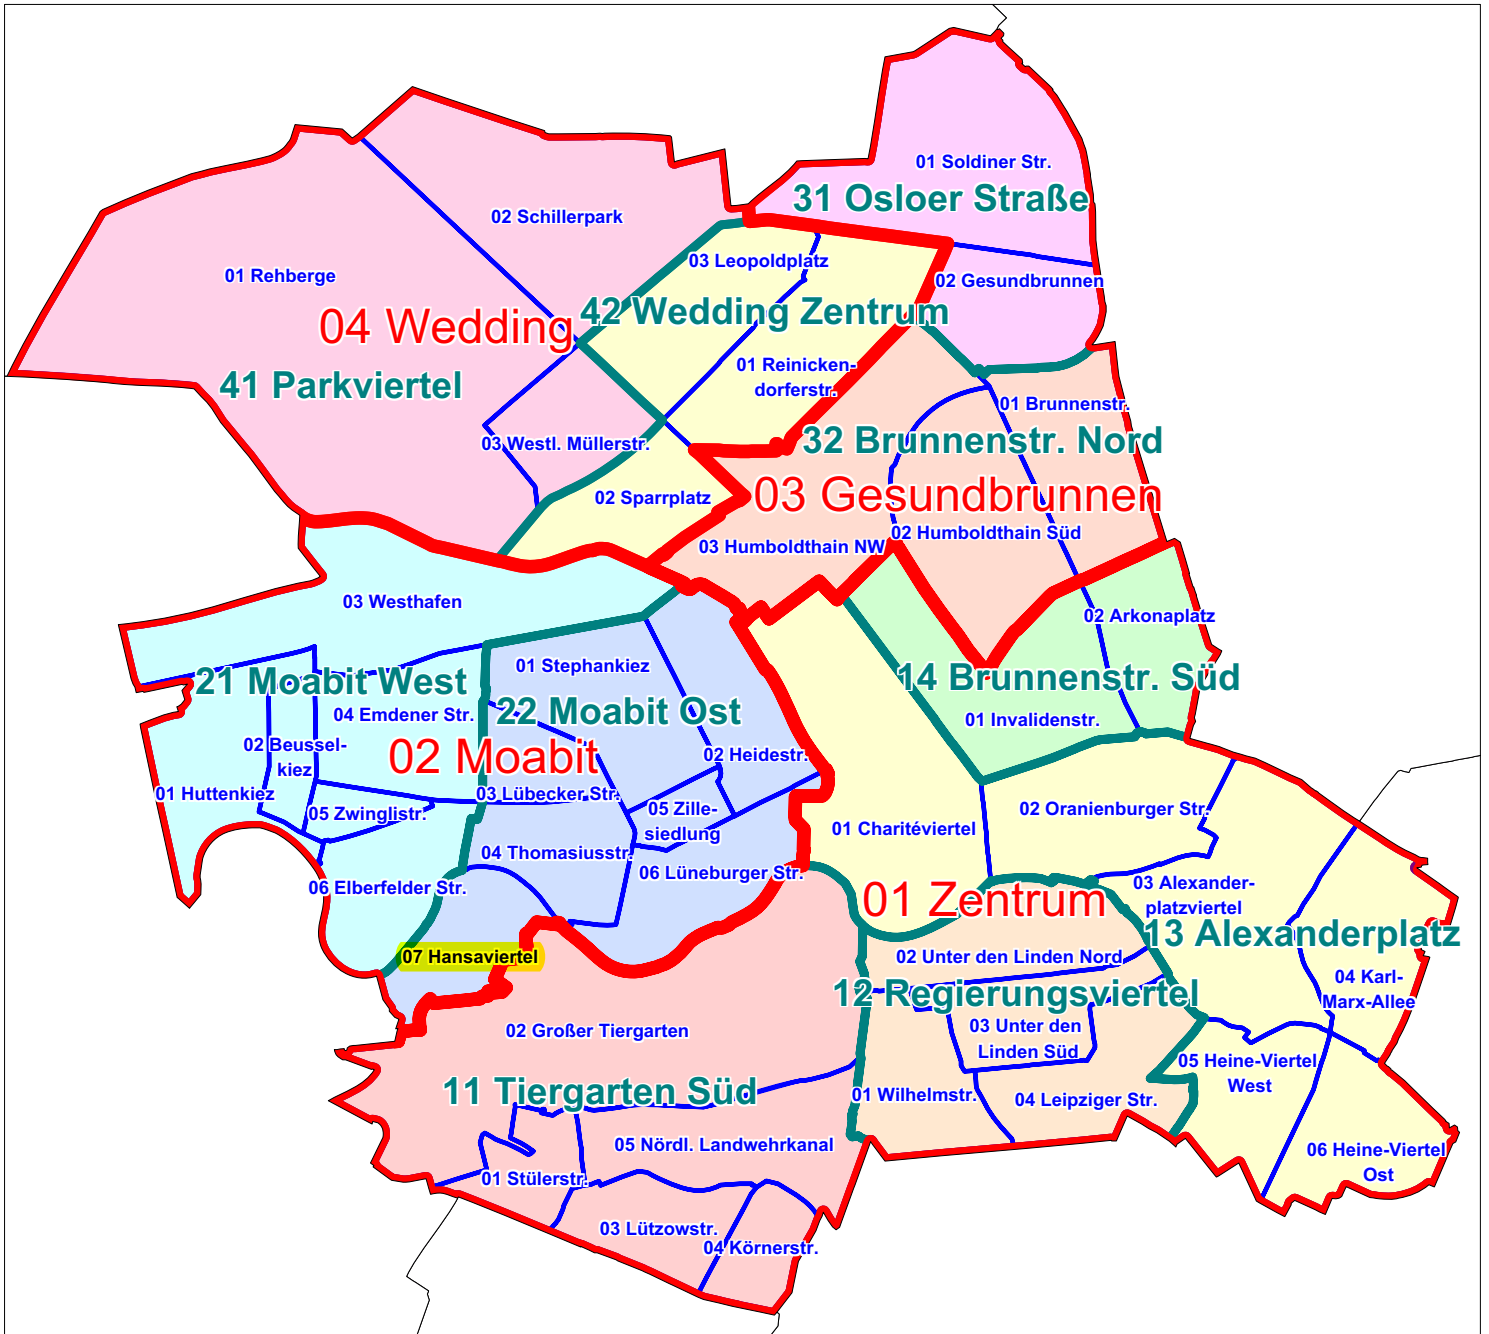 01 Soldiner Str.
31 Osloer Straße
02 Schillerpark
03 Leopoldplatz
01 Rehberge
02 Gesundbrunnen
42 Wedding Zentrum
04 Wedding
01 Reinicken-
dorferstr.
41 Parkviertel
01 Brunnenstr.
32 Brunnenstr. Nord
03 Westl. Müllerstr.
02 Sparrplatz
03 Gesundbrunnen
02 Humboldthain Süd
03 Humboldthain NW
03 Westhafen
02 Arkonaplatz
01 Stephankiez
21 Moabit West
14 Brunnenstr. Süd
22 Moabit Ost
04 Emdener Str.
01 Invalidenstr.
02 Beussel-
kiez
02 Moabit
02 Heidestr.
01 Huttenkiez
03 Lübecker Str.
05 Zwinglistr.
05 Zille-
siedlung
02 Oranienburger Str.
01 Charitéviertel
04 Thomasiusstr.
06 Lüneburger Str.
06 Elberfelder Str.
03 Alexander-
platzviertel
01 Zentrum
13 Alexanderplatz
07 Hansaviertel
02 Unter den Linden Nord
12 Regierungsviertel
04 Karl-
Marx-Allee
02 Großer Tiergarten
03 Unter den
Linden Süd
05 Heine-Viertel
West
11 Tiergarten Süd
01 Wilhelmstr.
04 Leipziger Str.
05 Nördl. Landwehrkanal
06 Heine-Viertel
Ost
01 Stülerstr.
03 Lützowstr.
04 Körnerstr.